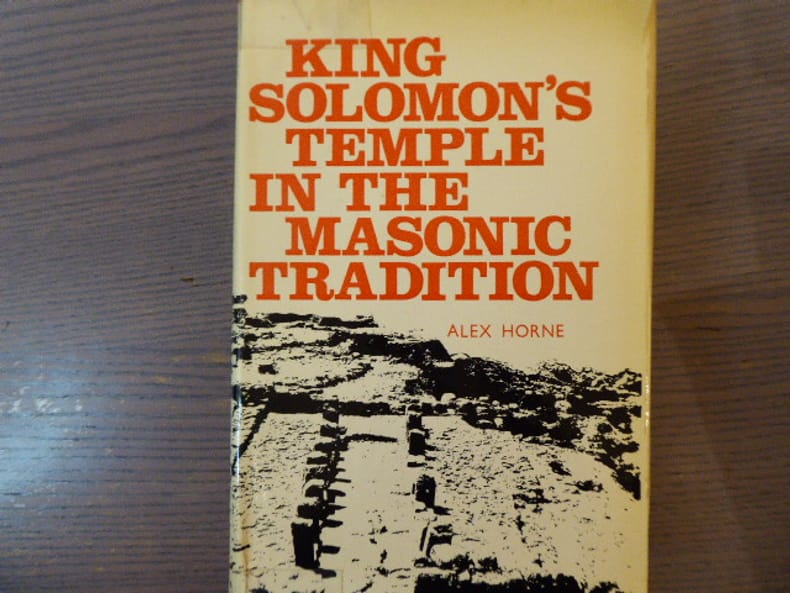 KING
SOLOMON'S
TEMPLE
IN THE
MASONIC
TRADITION
ALEX HORNE